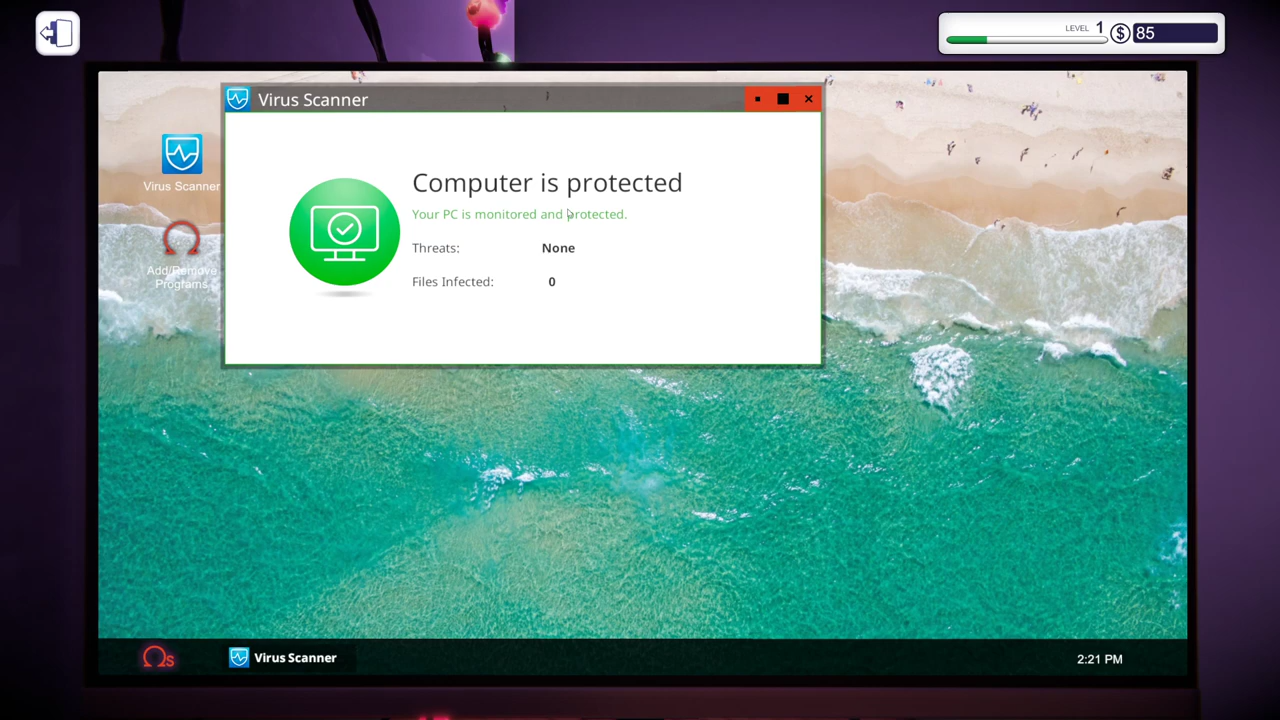 LEVEL 1
$ 85
Virus Scanner
Virus Scanner
Computer is protected
Your PC is monitored and protected.
Threats: None
Files Infected: 0
Add/Remove
Programs
Ωs
Virus Scanner
2:21 PM